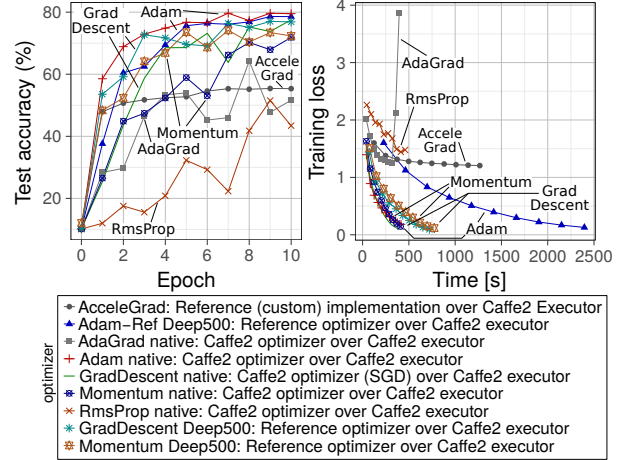 Test accuracy (%)
80
60
40
20
0
2
4
6
8
10
Epoch
Grad
Descent
Adam
Accele
Grad
Momentum
AdaGrad
RmsProp
Training loss
4
3
2
1
0
0
500
1000
1500
2000
2500
Time [s]
AdaGrad
RmsProp
Accele
Grad
Momentum
Grad
Descent
Adam
optimizer
AcceleGrad: Reference (custom) implementation over Caffe2 Executor
Adam-Ref Deep500: Reference optimizer over Caffe2 executor
AdaGrad native: Caffe2 optimizer over Caffe2 executor
Adam native: Caffe2 optimizer over Caffe2 executor
GradDescent native: Caffe2 optimizer (SGD) over Caffe2 executor
Momentum native: Caffe2 optimizer over Caffe2 executor
RmsProp native: Caffe2 optimizer over Caffe2 executor
GradDescent Deep500: Reference optimizer over Caffe2 executor
Momentum Deep500: Reference optimizer over Caffe2 executor